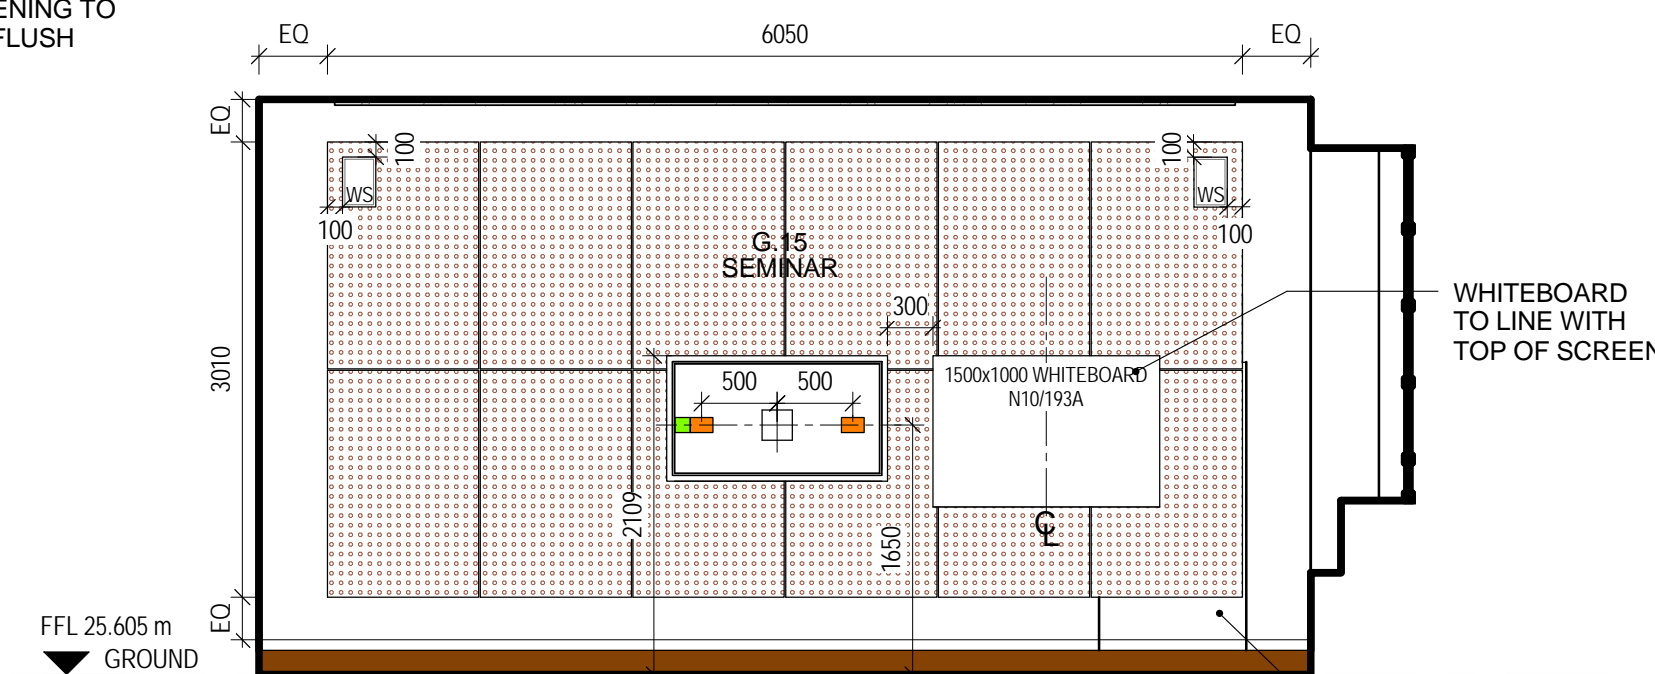 ENING TO
FLUSH
EQ
6050
EQ
EQ
100
100
WS
WS
100
100
G.15
SEMINAR
300
WHITEBOARD
TO LINE WITH
TOP OF SCREEN
3010
1500x1000 WHITEBOARD
N10/193A
500
500
2109
1650
CL
EQ
FFL 25.605 m
GROUND